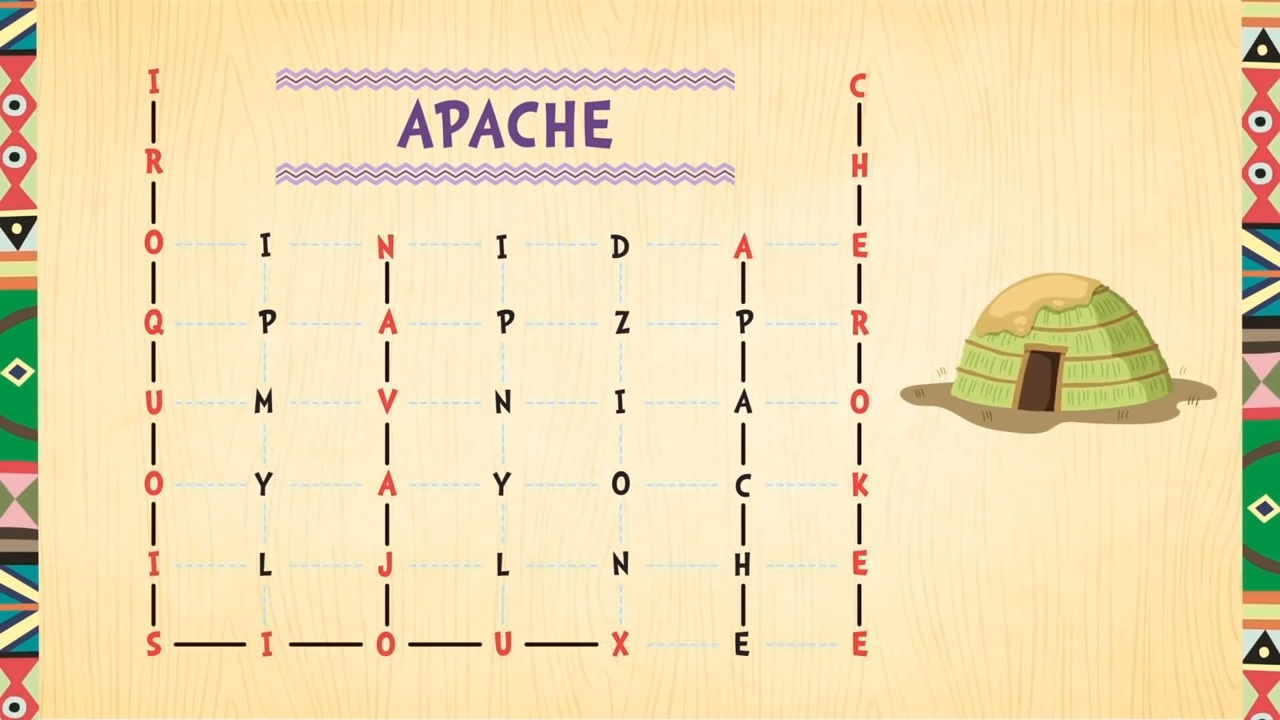 I C
APACHE
R H
O I N I D A E
Q P A P Z P R
U M V N I A O
O Y A Y O C K
I L J L N H E
S I O U X E E